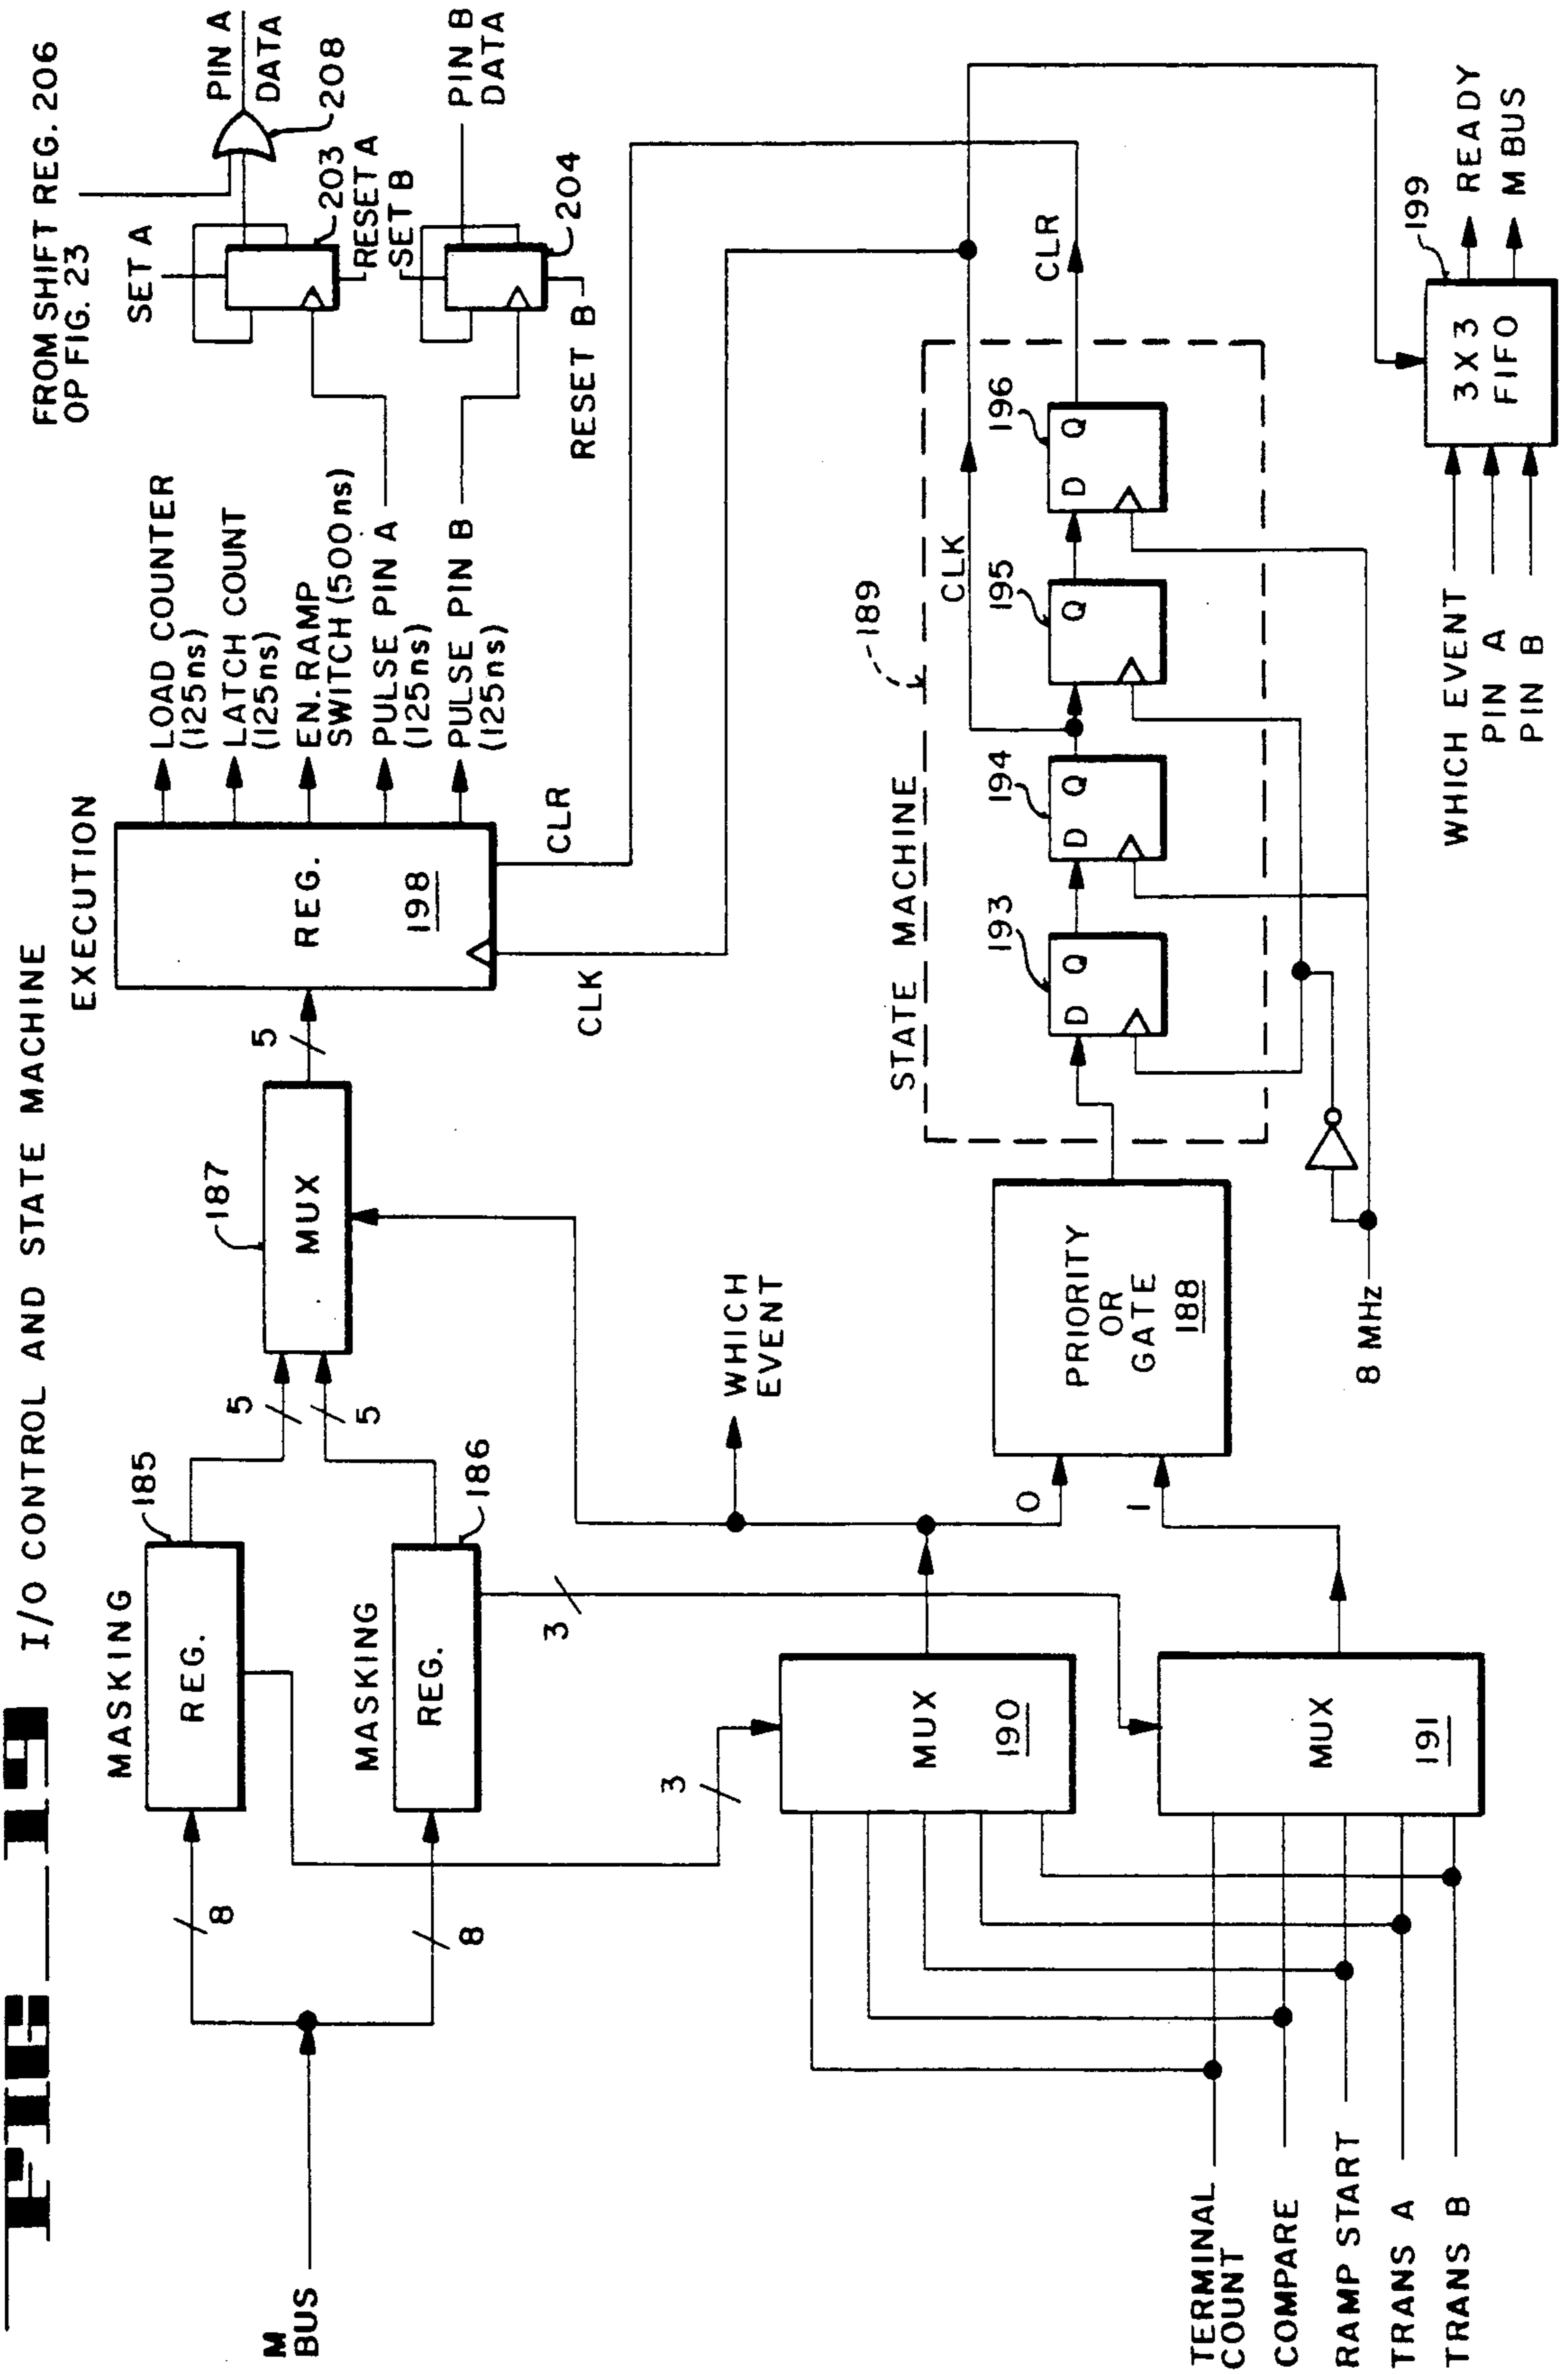 FIG 19
I/O CONTROL AND STATE MACHINE
M
BUS
8
8
MASKING
REG.
185
MASKING
REG.
186
5
5
3
3
187
MUX
5
EXECUTION
REG.
198
CLK
CLR
LOAD COUNTER
(125ns)
LATCH COUNT
(125ns)
EN. RAMP
SWITCH (500ns)
PULSE PIN A
(125ns)
PULSE PIN B
(125ns)
FROM SHIFT REG. 206
OP FIG. 23
SET A
203
RESET A
SET B
204
RESET B
208
PIN A
DATA
PIN B
DATA
WHICH
EVENT
TERMINAL
COUNT
COMPARE
RAMP START
TRANS A
TRANS B
MUX
190
MUX
191
0
1
PRIORITY
OR
GATE
188
8 MHz
STATE MACHINE
189
193
D Q
194
D Q
195
Q
196
D Q
CLK
CLR
WHICH EVENT
PIN A
PIN B
3X3
FIFO
199
READY
M BUS